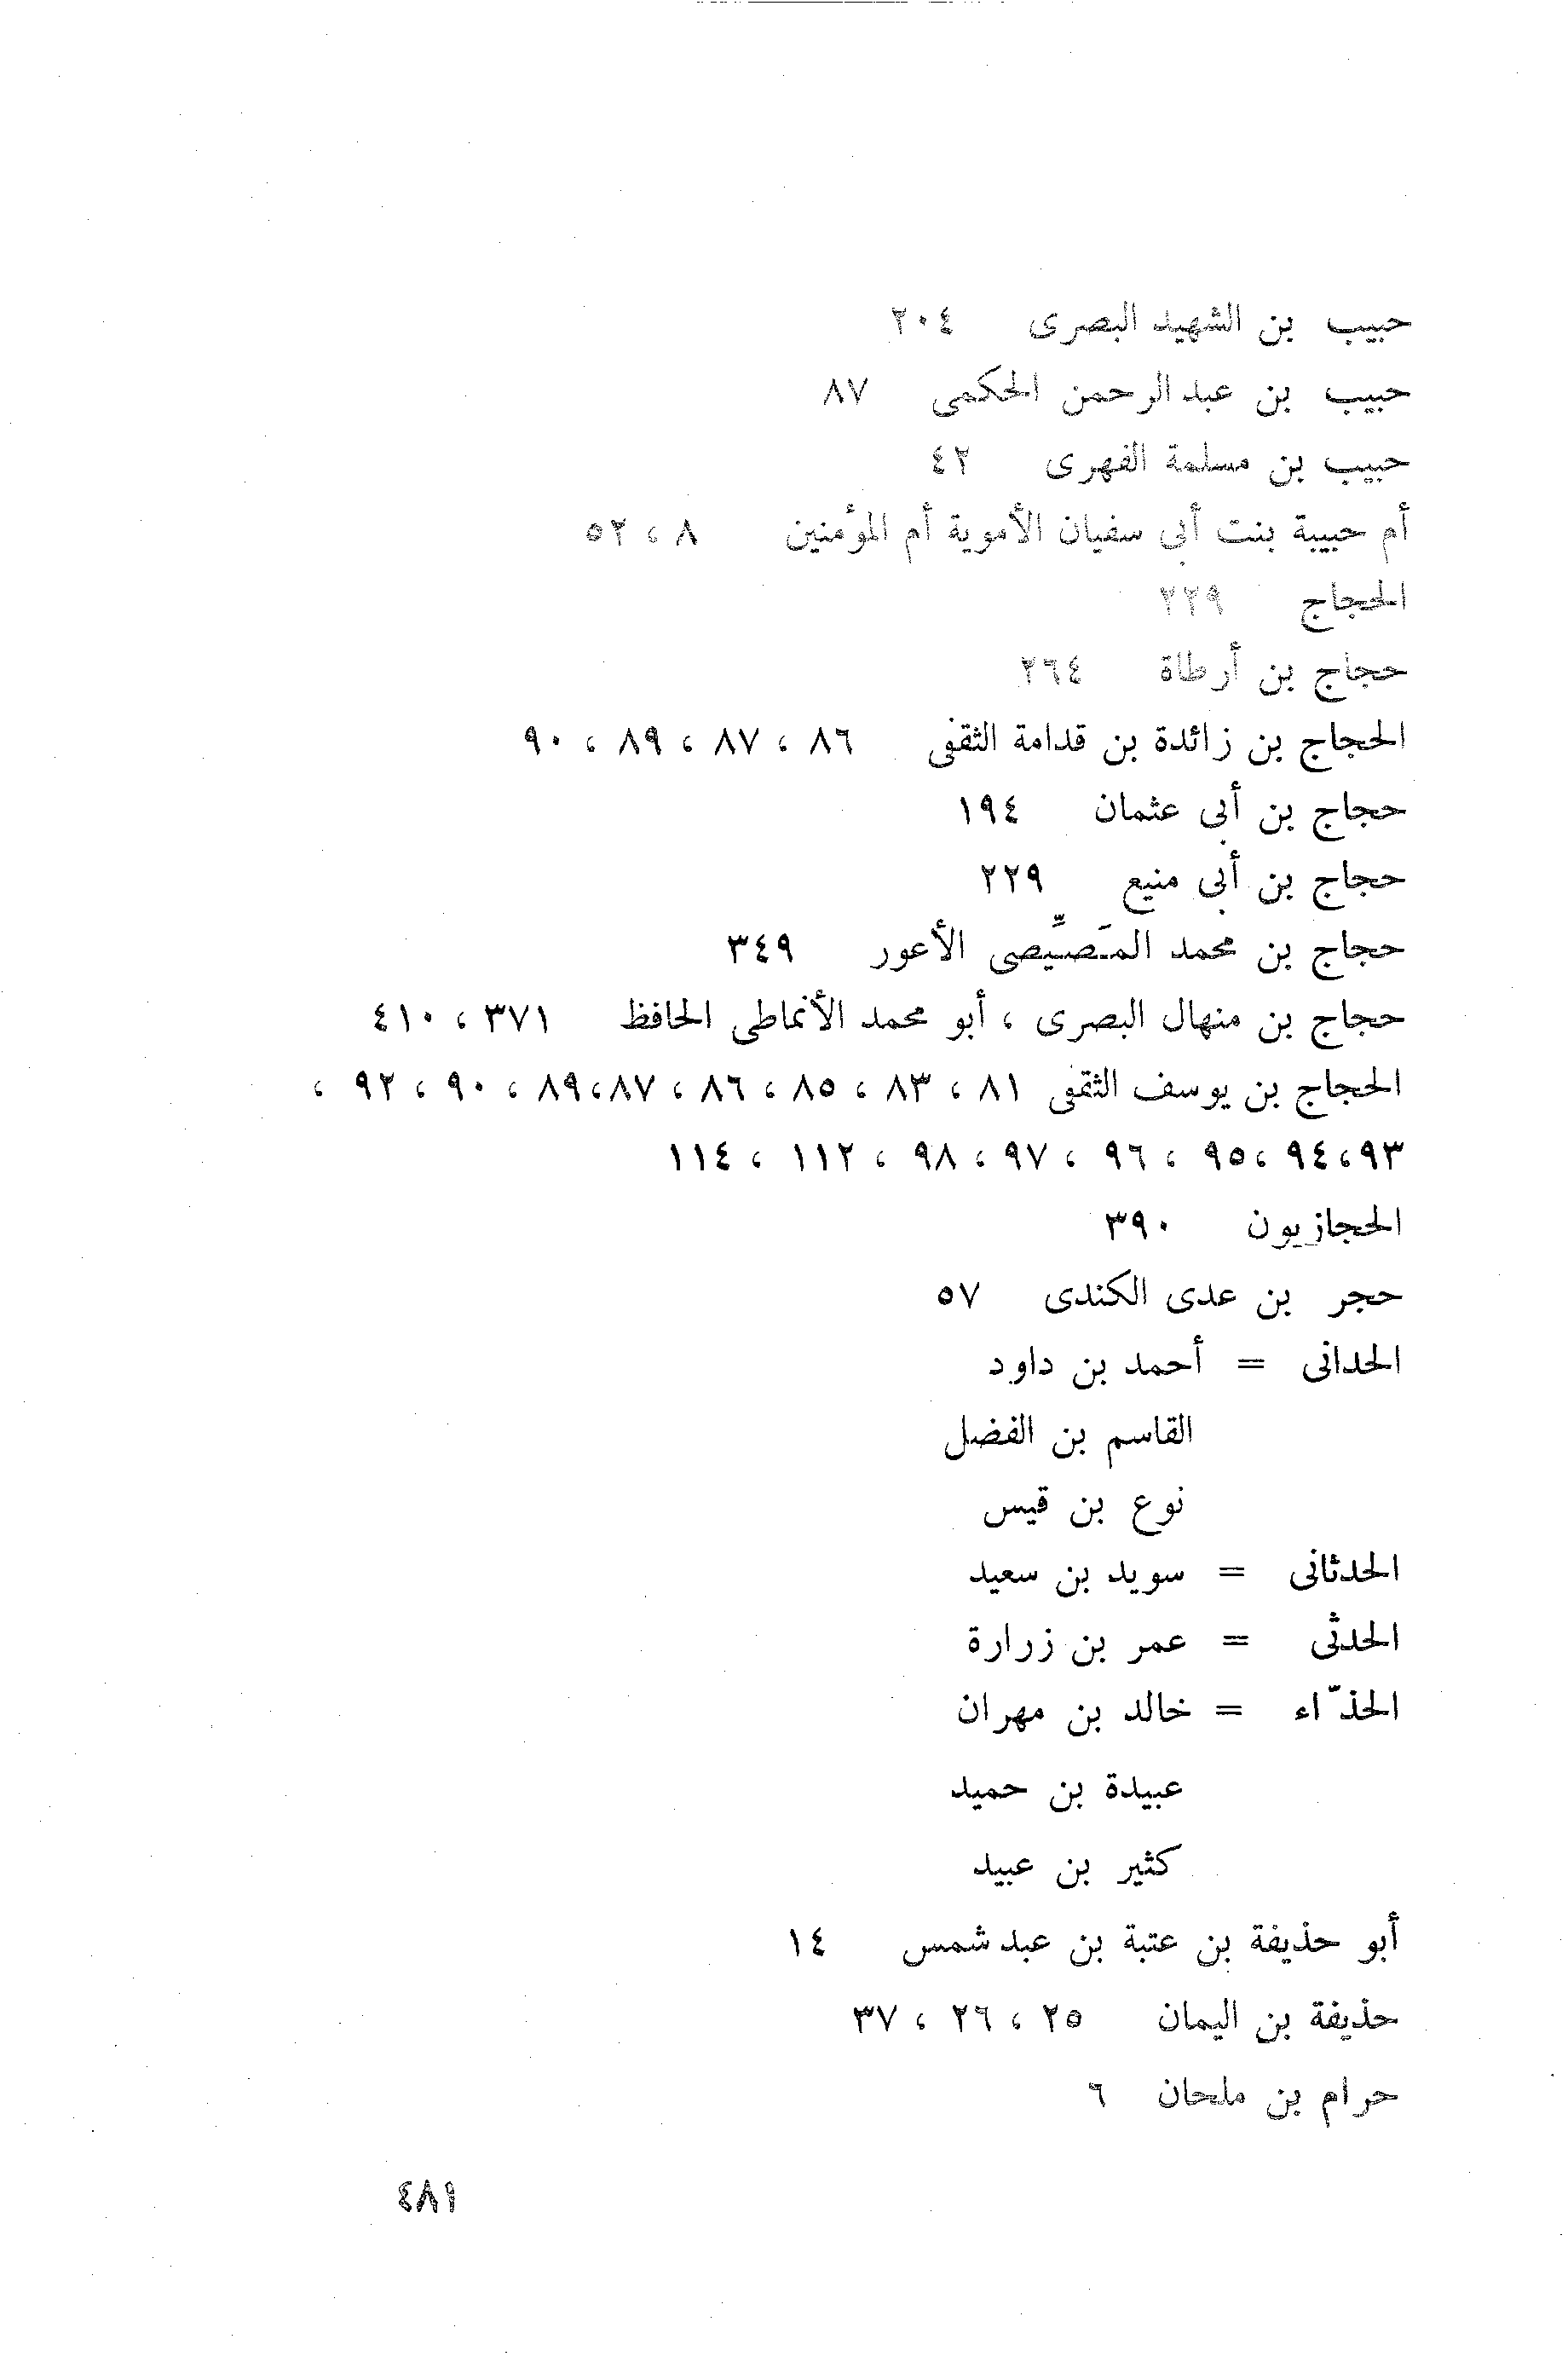 حبيب بن الشهيد البصرى ٢٠٤
حبيب بن عبد الرحمن الحكمى ٨٧
حبيب بن مسلمة الفهرى ٤٢
أم حبيبة بنت أبى سفيان الأموية أم المؤمنين ٨ ، ٥٢
الحجاج ٢٢٩
حجاج بن أرطاة ٢٦٤
الحجاج بن زائدة بن قدامة الثقفى ٨٦ ، ٨٧ ، ٨٩ ، ٩٠
حجاج بن أبى عثمان ١٩٤
حجاج بن أبى منيع ٢٢٩
حجاج بن محمد المَصِّيصى الأعور ٣٤٩
حجاج بن منهال البصرى ، أبو محمد الأنماطى الحافظ ٣٧١ ، ٤١٠
الحجاج بن يوسف الثقفى ٨١ ، ٨٣ ، ٨٥ ، ٨٦ ، ٨٧ ، ٨٩ ، ٩٠ ، ٩٢ ،
٩٣ ، ٩٤ ، ٩٥ ، ٩٦ ، ٩٧ ، ٩٨ ، ١١٢ ، ١١٤
الحجازيون ٣٩٠
حجر بن عدى الكندى ٥٧
الحدانى = أحمد بن داود
القاسم بن الفضل
نوع بن قيس
الحدثانى = سويد بن سعيد
الحدثى = عمر بن زرارة
الحذّاء = خالد بن مهران
عبيدة بن حميد
كثير بن عبيد
أبو حذيفة بن عتبة بن عبد شمس ١٤
حذيفة بن اليمان ٢٥ ، ٢٦ ، ٣٧
حرام بن ملحان ٦
٤٨٩